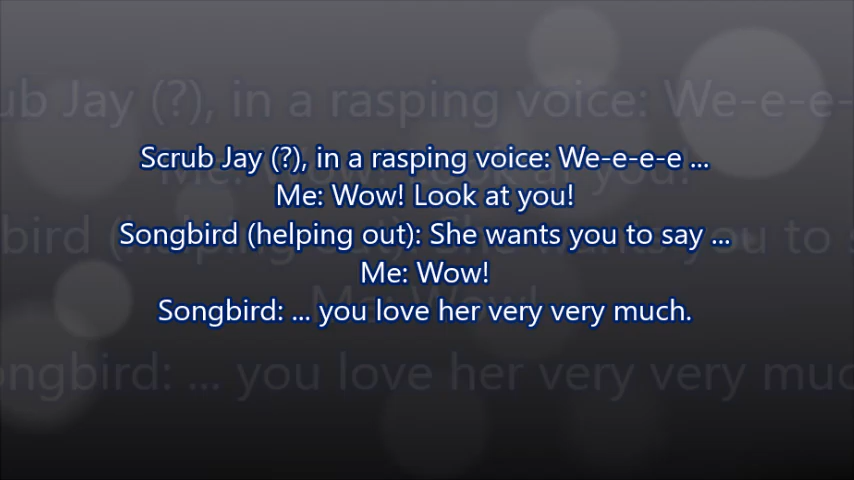 Scrub Jay (?), in a rasping voice: We-e-e-e ...
Me: Wow! Look at you!
Songbird (helping out): She wants you to say ...
Me: Wow!
Songbird: ... you love her very very much.